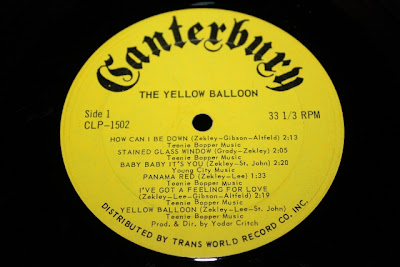 Canterbury
THE YELLOW BALLOON
Side 1
CLP-1502
33 1/3 RPM
HOW CAN I BE DOWN (Zekley-Gibson-Altfeld) 2:13
Teenie Bopper Music
STAINED GLASS WINDOW (Grady-Zekley) 2:05
Teenie Bopper Music
BABY BABY IT'S YOU (Zekley-St. John) 2:20
Young City Music
PANAMA RED (Zekley-Lee) 1:33
Teenie Bopper Music
I'VE GOT A FEELING FOR LOVE
(Zekley-Lee-Gibson-Altfeld) 2:19
Teenie Bopper Music
YELLOW BALLOON (Zekley-Lee-St. John)
Teenie Bopper Music
Prod. & Dir. by Yodar Critch
DISTRIBUTED BY TRANS WORLD RECORD CO. INC.